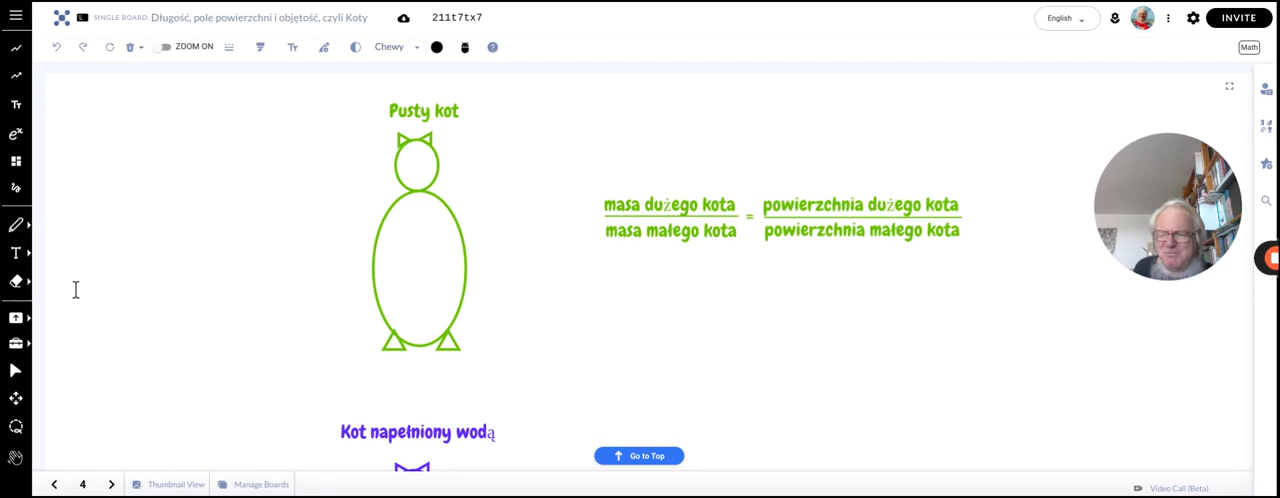 SINGLE BOARD: Długość, pole powierzchni i objętość, czyli Koty
211t7tx7
English
INVITE
ZOOM ON
Chewy
Math
Pusty kot
masa dużego kota
masa małego kota
=
powierzchnia dużego kota
powierzchnia małego kota
Kot napełniony wodą
Go to Top
4
Thumbnail View
Manage Boards
Video Call (Beta)